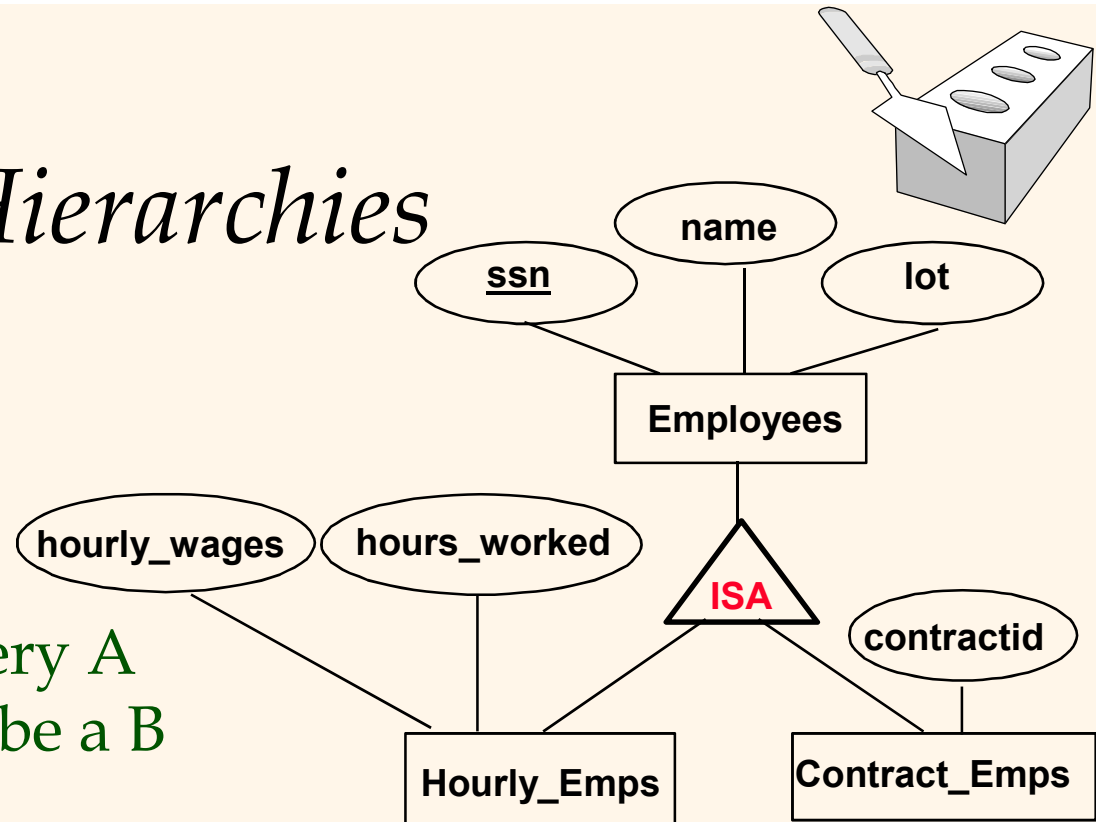 Hierarchies
name
ssn
lot
Employees
hourly_wages
hours_worked
ISA
contractid
ery A
be a B
Hourly_Emps
Contract_Emps